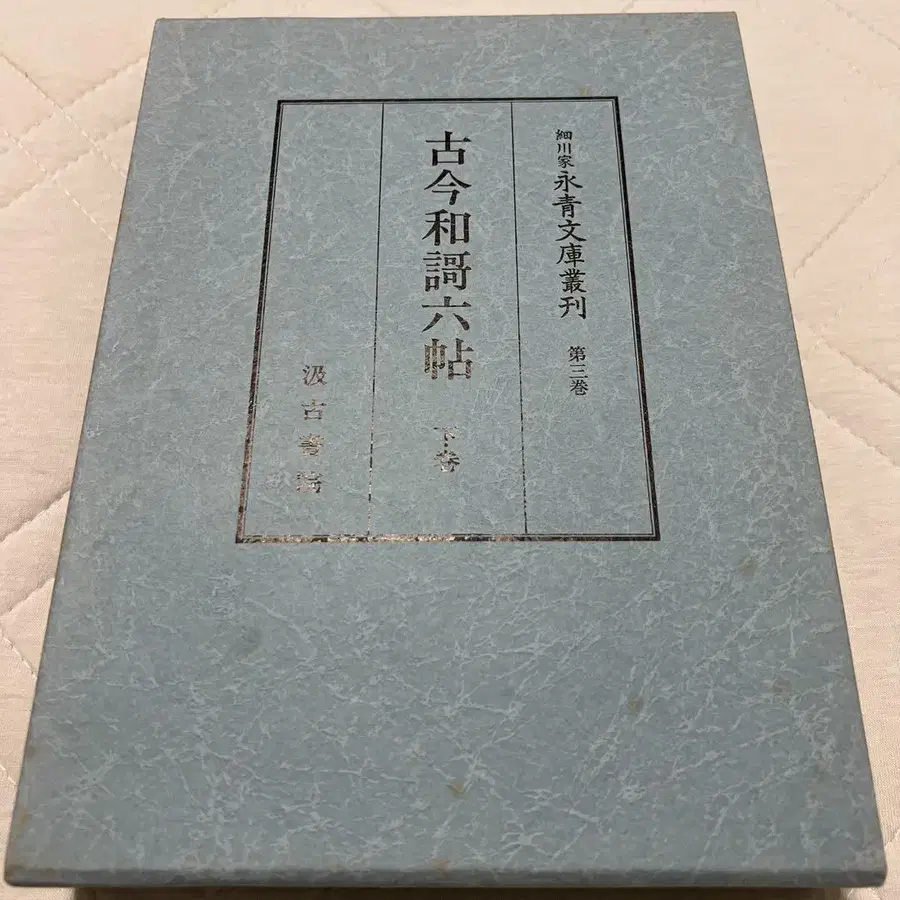 細川家 永青文庫叢刊 第三巻
古今和謌六帖 下巻
汲古書院